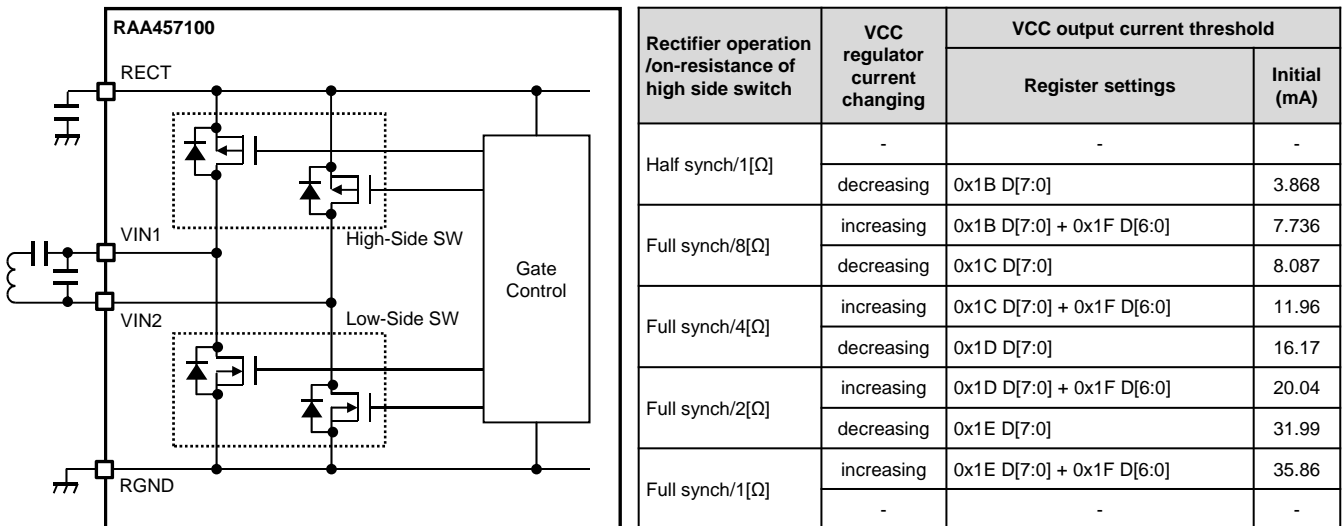 RAA457100
RECT
VIN1
High-Side SW
Gate
Control
VIN2
Low-Side SW
RGND
Rectifier operation
/on-resistance of
high side switch
VCC
regulator
current
changing
VCC output current threshold
Register settings
Initial
(mA)
Half synch/1[Ω]
- - -
decreasing 0x1B D[7:0] 3.868
Full synch/8[Ω]
increasing 0x1B D[7:0] + 0x1F D[6:0] 7.736
decreasing 0x1C D[7:0] 8.087
Full synch/4[Ω]
increasing 0x1C D[7:0] + 0x1F D[6:0] 11.96
decreasing 0x1D D[7:0] 16.17
Full synch/2[Ω]
increasing 0x1D D[7:0] + 0x1F D[6:0] 20.04
decreasing 0x1E D[7:0] 31.99
Full synch/1[Ω]
increasing 0x1E D[7:0] + 0x1F D[6:0] 35.86
- - -